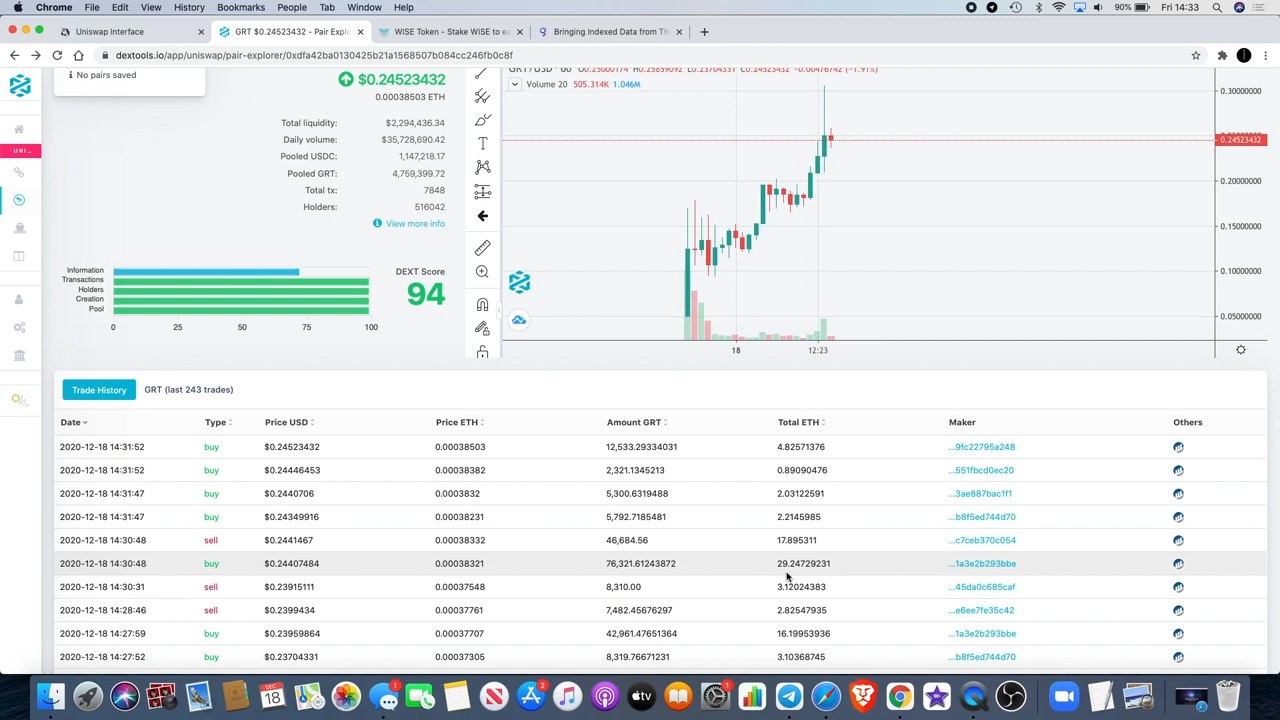 Chrome File Edit View History Bookmarks People Tab Window Help 90% Fri 14:33
Uniswap Interface GRT $0.24523432 - Pair Explo WISE Token - Stake WISE to ea Bringing Indexed Data from The
dextools.io/app/uniswap/pair-explorer/0xdfa42ba0130425b21a1568507b084cc246fb0c8f
No pairs saved
$0.24523432
0.00038503 ETH
Total liquidity: $2,294,436.34
Daily volume: $35,728,690.42
Pooled USDC: 1,147,218.17
Pooled GRT: 4,759,399.72
Total tx: 7848
Holders: 516042
View more info
UNI...
Volume 20 505.314K 1.046M
0.30000000
0.24523432
0.20000000
0.15000000
0.10000000
0.05000000
18 12:23
Information
Transactions
Holders
Creation
Pool
0 25 50 75 100
DEXT Score
94
Trade History GRT (last 243 trades)
Date Type Price USD Price ETH Amount GRT Total ETH Maker Others
2020-12-18 14:31:52 buy $0.24523432 0.00038503 12,533.29334031 4.82571376 ...9fc22795a248
2020-12-18 14:31:52 buy $0.24446453 0.00038382 2,321.1345213 0.89090476 ...551fbcd0ec20
2020-12-18 14:31:47 buy $0.2440706 0.0003832 5,300.6319488 2.03122591 ...3ae887bac1f1
2020-12-18 14:31:47 buy $0.24349916 0.00038231 5,792.7185481 2.2145985 ...b8f5ed744d70
2020-12-18 14:30:48 sell $0.2441467 0.00038332 46,684.56 17.895311 ...c7ceb370c054
2020-12-18 14:30:48 buy $0.24407484 0.00038321 76,321.61243872 29.24729231 ...1a3e2b293bbe
2020-12-18 14:30:31 sell $0.23915111 0.00037548 8,310.00 3.12024383 ...45da0c685caf
2020-12-18 14:28:46 sell $0.2399434 0.00037761 7,482.45676297 2.82547935 ...e6ee7fe35c42
2020-12-18 14:27:59 buy $0.23959864 0.00037707 42,961.47651364 16.19953936 ...1a3e2b293bbe
2020-12-18 14:27:52 buy $0.23704331 0.00037305 8,319.76671231 3.10368745 ...b8f5ed744d70